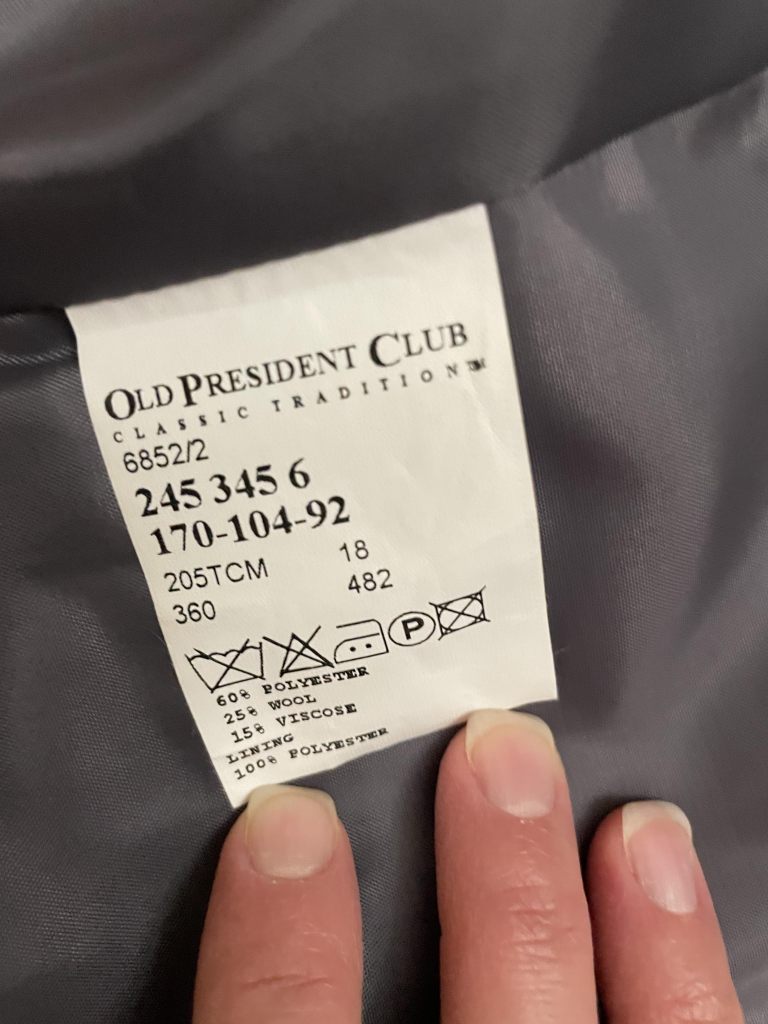 OLD PRESIDENT CLUB
CLASSIC TRADITION™
6852/2
245 345 6
170-104-92
205TCM 18
360 482
P
60% POLYESTER
25% WOOL
15% VISCOSE
LINING
100% POLYESTER